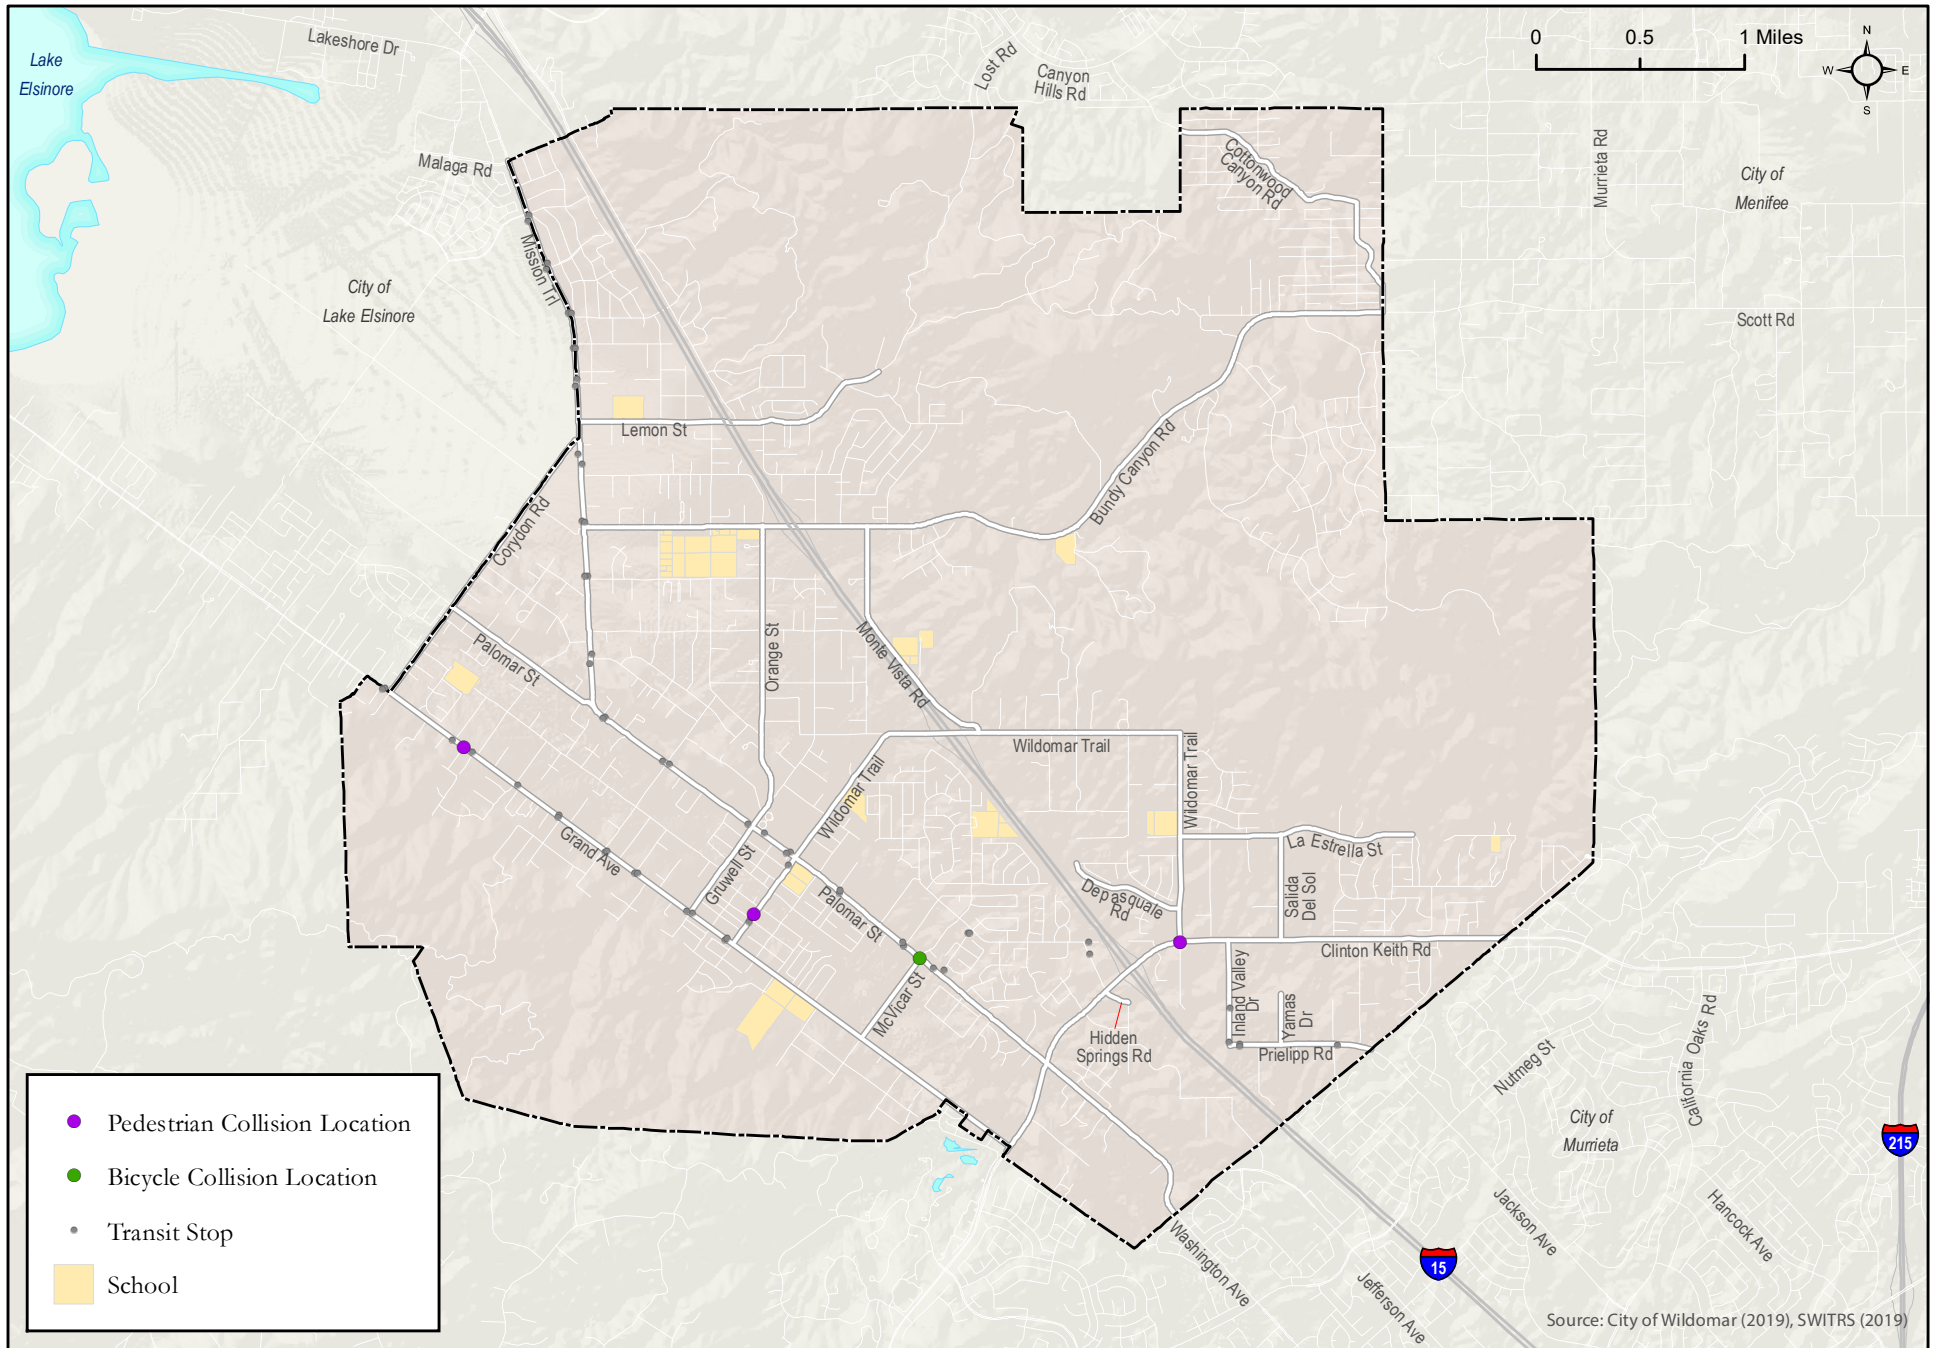 Lake
Elsinore
Lakeshore Dr
Lost Rd
Canyon
Hills Rd
0
0.5
1 Miles
N
W
E
S
Malaga Rd
Cottonwood
Canyon Rd
Murrieta Rd
City of
Menifee
Mission Trl
City of
Lake Elsinore
Scott Rd
Lemon St
Bundy Canyon Rd
Corydon Rd
Palomar St
Orange St
Monte Vista Rd
Wildomar Trail
Wildomar Trail
Wildomar Trail
Grand Ave
Gruwell St
Palomar St
La Estrella St
Depasquale
Rd
Salida
Del Sol
Clinton Keith Rd
McVicar St
Inland Valley
Dr
Yamas
Dr
Hidden
Springs Rd
Prielipp Rd
Nutmeg St
California Oaks Rd
City of
Murrieta
215
Jackson Ave
Hancock Ave
Washington Ave
15
Jefferson Ave
Pedestrian Collision Location
Bicycle Collision Location
Transit Stop
School
Source: City of Wildomar (2019), SWITRS (2019)